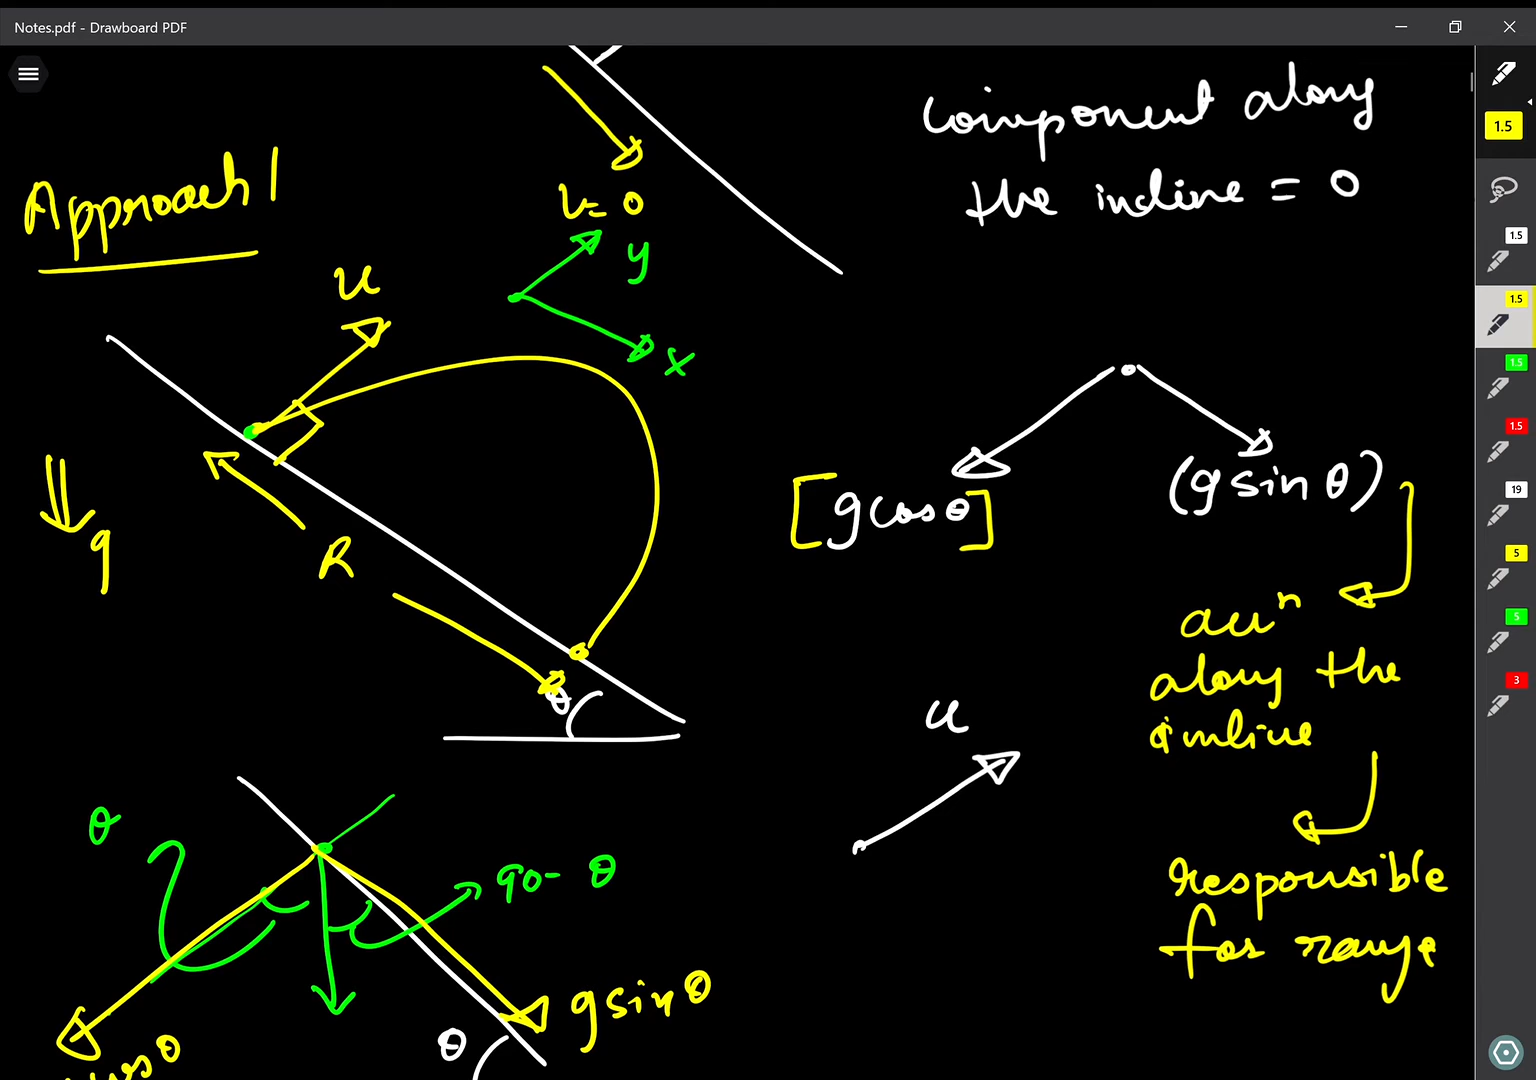 Notes.pdf - Drawboard PDF
component along
the incline = 0
v= 0
Approach 1
y
x
u
g
R
θ
[g cos θ]
(g sin θ)
accⁿ
along the
incline
u
responsible
for range
θ
90- θ
g sin θ
θ
1.5
1.5
1.5
1.5
1.5
19
5
5
3